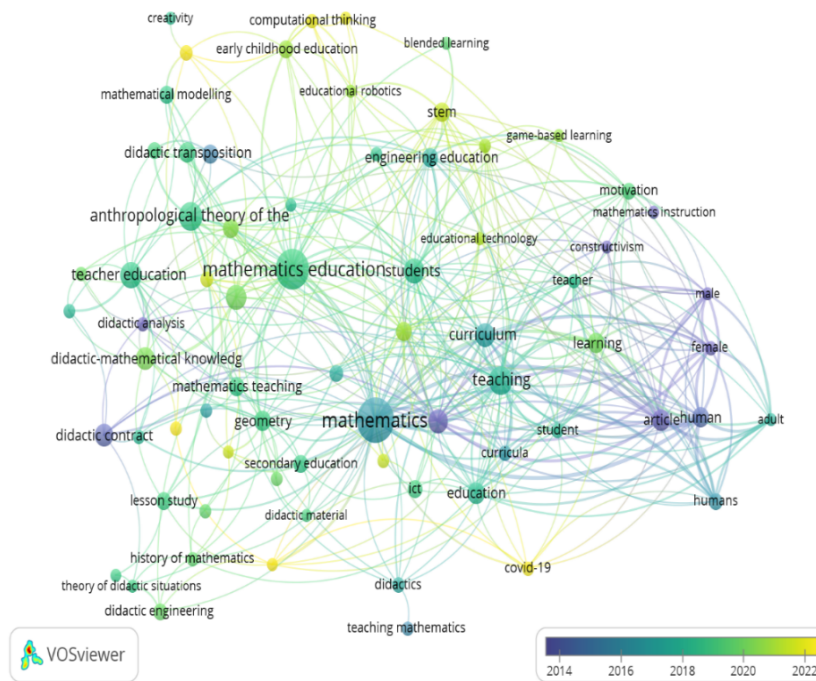 creativity
computational thinking
early childhood education
blended learning
mathematical modelling
educational robotics
stem
game-based learning
didactic transposition
engineering education
motivation
mathematics instruction
anthropological theory of the
educational technology
constructivism
teacher education
mathematics education
students
teacher
male
didactic analysis
curriculum
learning
female
didactic-mathematical knowledg
mathematics teaching
teaching
didactic contract
geometry
mathematics
student
article
human
adult
secondary education
curricula
lesson study
ict
education
humans
didactic material
history of mathematics
covid-19
theory of didactic situations
didactics
didactic engineering
teaching mathematics
VOSviewer
2014 2016 2018 2020 2022